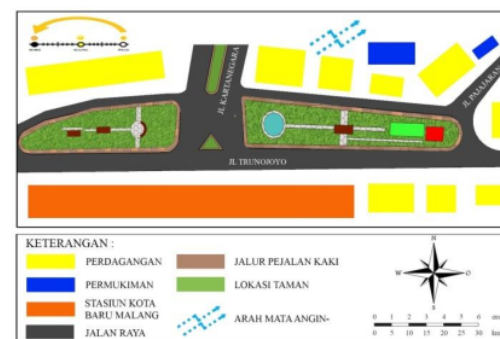 JL KARTANEGARA
JL PAJAJARAN
JL TRUNOJOYO
KETERANGAN :
PERDAGANGAN
PERMUKIMAN
STASIUN KOTA
BARU MALANG
JALAN RAYA
JALUR PEJALAN KAKI
LOKASI TAMAN
ARAH MATA ANGIN-
N
W
O
S
0 1 2 3 4 5 6
0 5 10 15 20 25 30